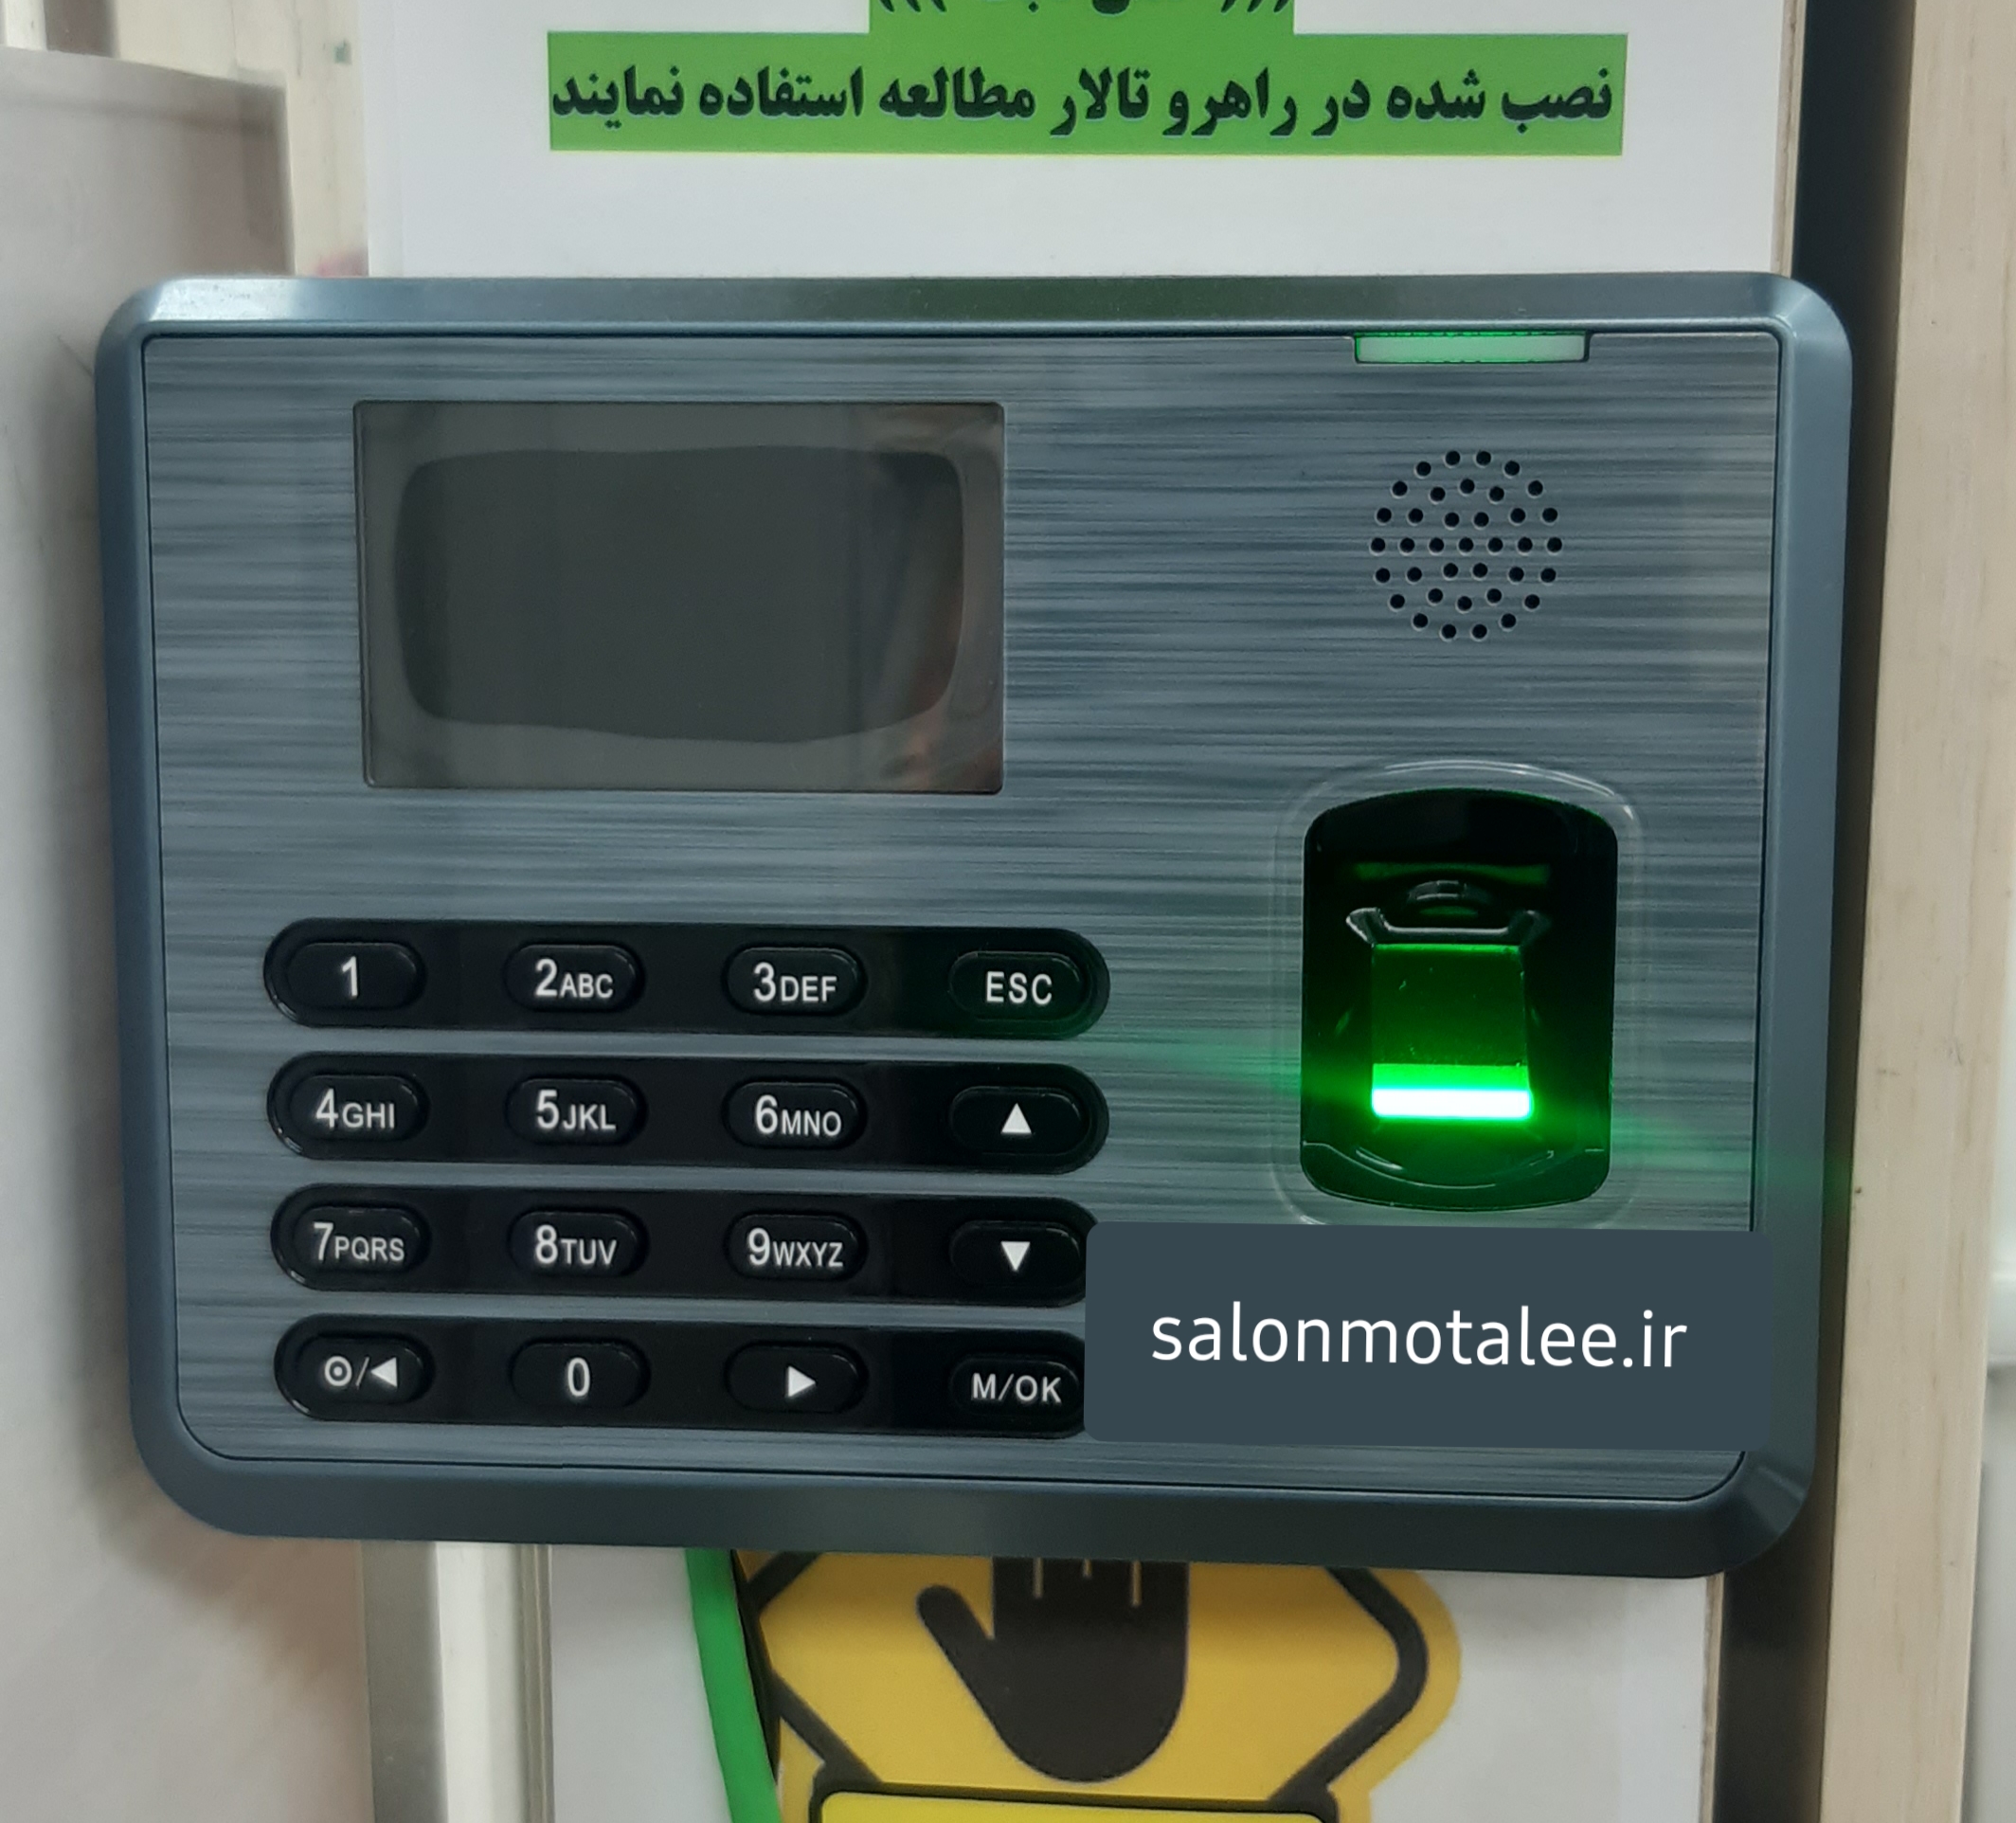 نصب شده در راهرو تالار مطالعه استفاده نمایند
1 2ABC 3DEF ESC
4GHI 5JKL 6MNO ▲
7PQRS 8TUV 9WXYZ ▼
⊙/◀ 0 ▶ M/OK
salonmotalee.ir